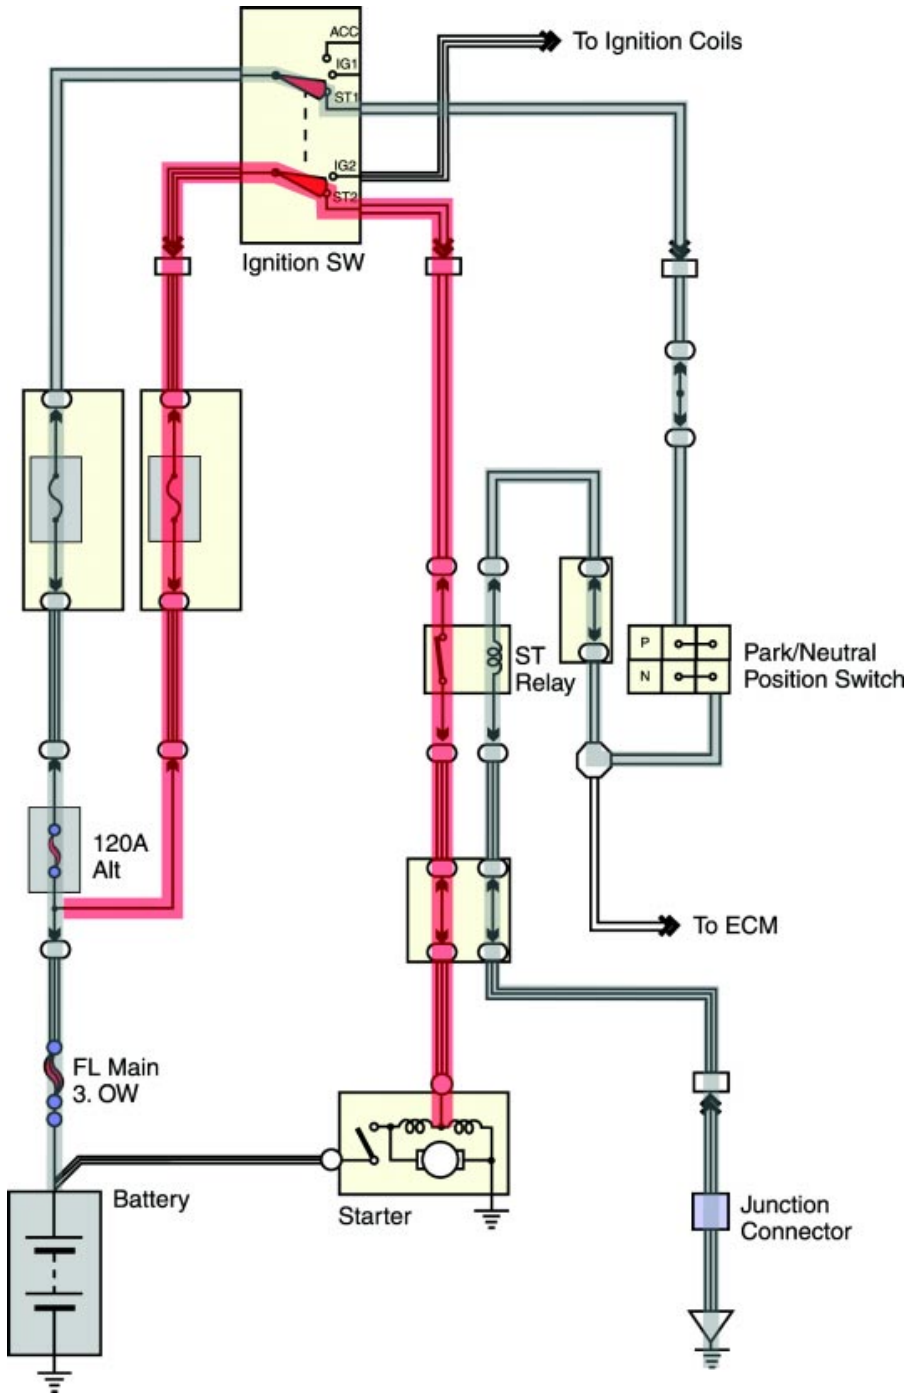 ACC
To Ignition Coils
IG1
ST1
IG2
ST2
Ignition SW
P
N
Park/Neutral
Position Switch
ST
Relay
120A
Alt
To ECM
FL Main
3. OW
Battery
Starter
Junction
Connector